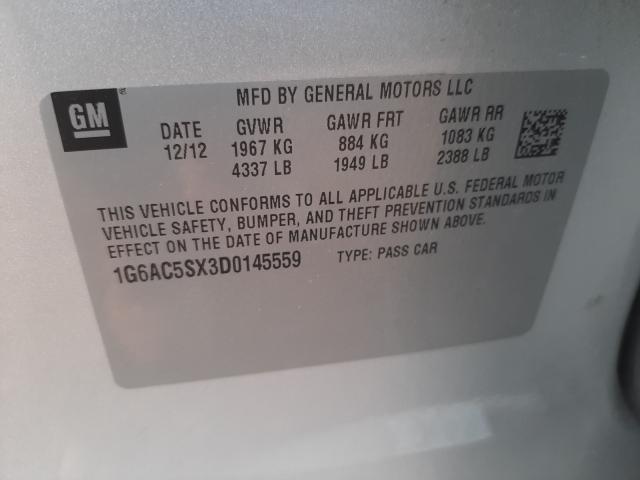 GM
MFD BY GENERAL MOTORS LLC
DATE GVWR GAWR FRT GAWR RR
12/12 1967 KG 884 KG 1083 KG
4337 LB 1949 LB 2388 LB
THIS VEHICLE CONFORMS TO ALL APPLICABLE U.S. FEDERAL MOTOR
VEHICLE SAFETY, BUMPER, AND THEFT PREVENTION STANDARDS IN
EFFECT ON THE DATE OF MANUFACTURE SHOWN ABOVE.
1G6AC5SX3D0145559 TYPE: PASS CAR